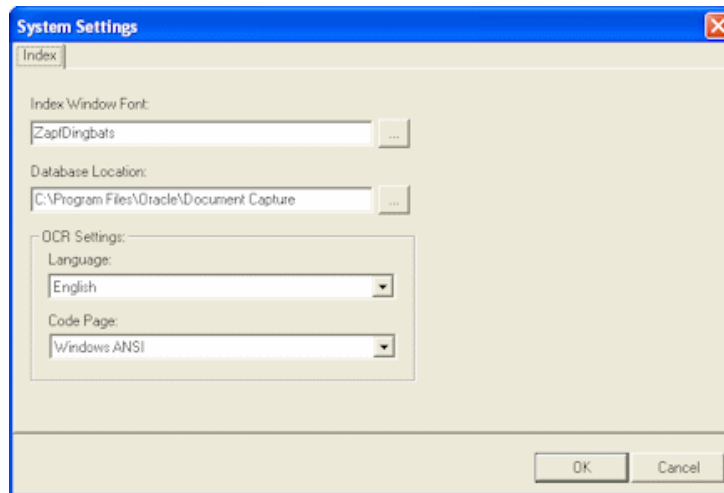 System Settings
Index
Index Window Font:
ZapfDingbats
...
Database Location:
C:\Program Files\Oracle\Document Capture
...
OCR Settings:
Language:
English
Code Page:
Windows ANSI
OK
Cancel